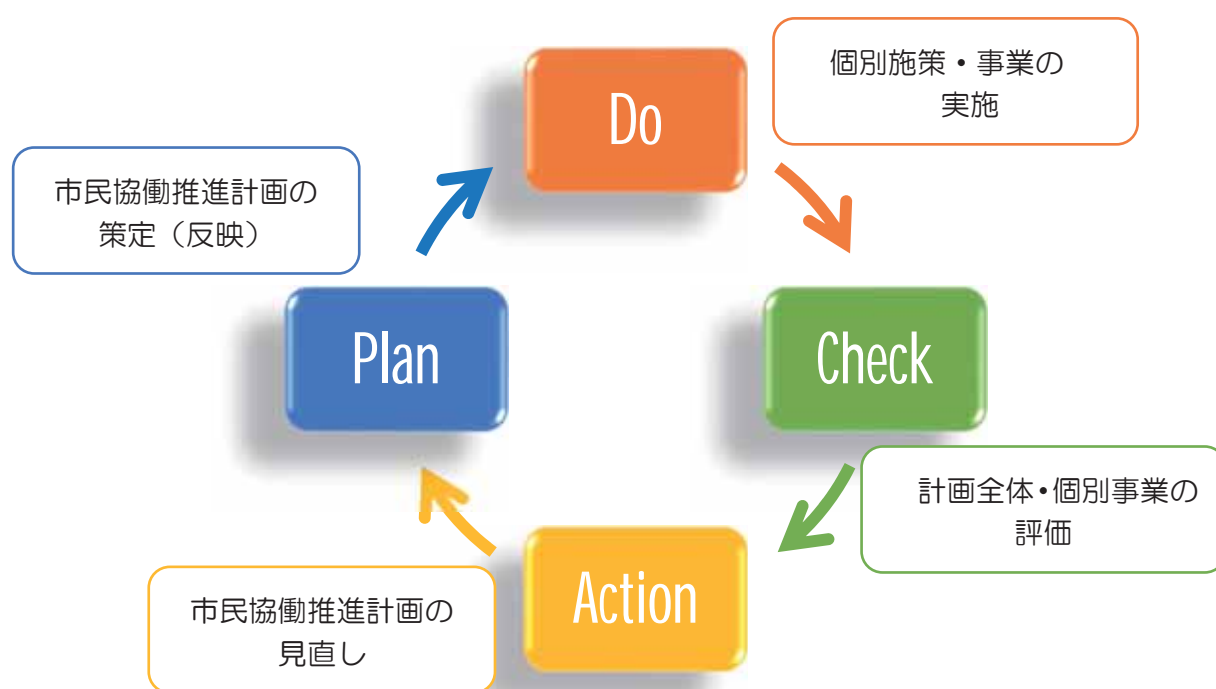 Do
個別施策・事業の
実施
市民協働推進計画の
策定（反映）
Plan
Check
計画全体・個別事業の
評価
Action
市民協働推進計画の
見直し